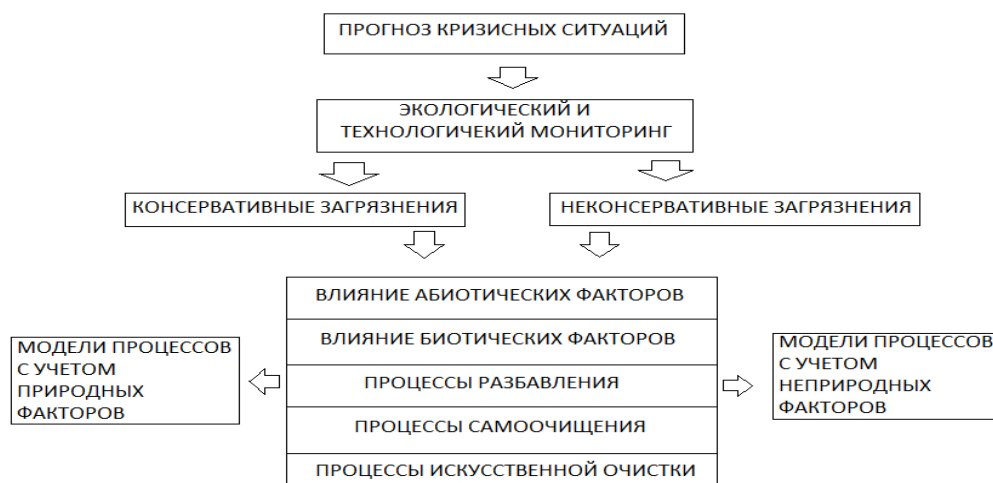 ПРОГНОЗ КРИЗИСНЫХ СИТУАЦИЙ
ЭКОЛОГИЧЕСКИЙ И
ТЕХНОЛОГИЧЕКИЙ МОНИТОРИНГ
КОНСЕРВАТИВНЫЕ ЗАГРЯЗНЕНИЯ
НЕКОНСЕРВАТИВНЫЕ ЗАГРЯЗНЕНИЯ
ВЛИЯНИЕ АБИОТИЧЕСКИХ ФАКТОРОВ
ВЛИЯНИЕ БИОТИЧЕСКИХ ФАКТОРОВ
ПРОЦЕССЫ РАЗБАВЛЕНИЯ
ПРОЦЕССЫ САМООЧИЩЕНИЯ
ПРОЦЕССЫ ИСКУССТВЕННОЙ ОЧИСТКИ
МОДЕЛИ ПРОЦЕССОВ
С УЧЕТОМ
ПРИРОДНЫХ
ФАКТОРОВ
МОДЕЛИ ПРОЦЕССОВ
С УЧЕТОМ
НЕПРИРОДНЫХ
ФАКТОРОВ